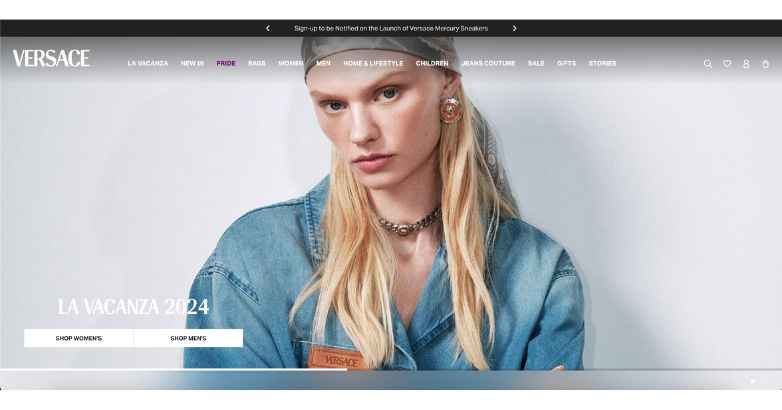 Sign-up to be Notified on the Launch of Versace Mercury Sneakers
VERSACE
LA VACANZA NEW IN PRIDE BAGS WOMEN MEN HOME & LIFESTYLE CHILDREN JEANS COUTURE SALE GIFTS STORIES
LA VACANZA 2024
SHOP WOMEN'S SHOP MEN'S
VERSACE